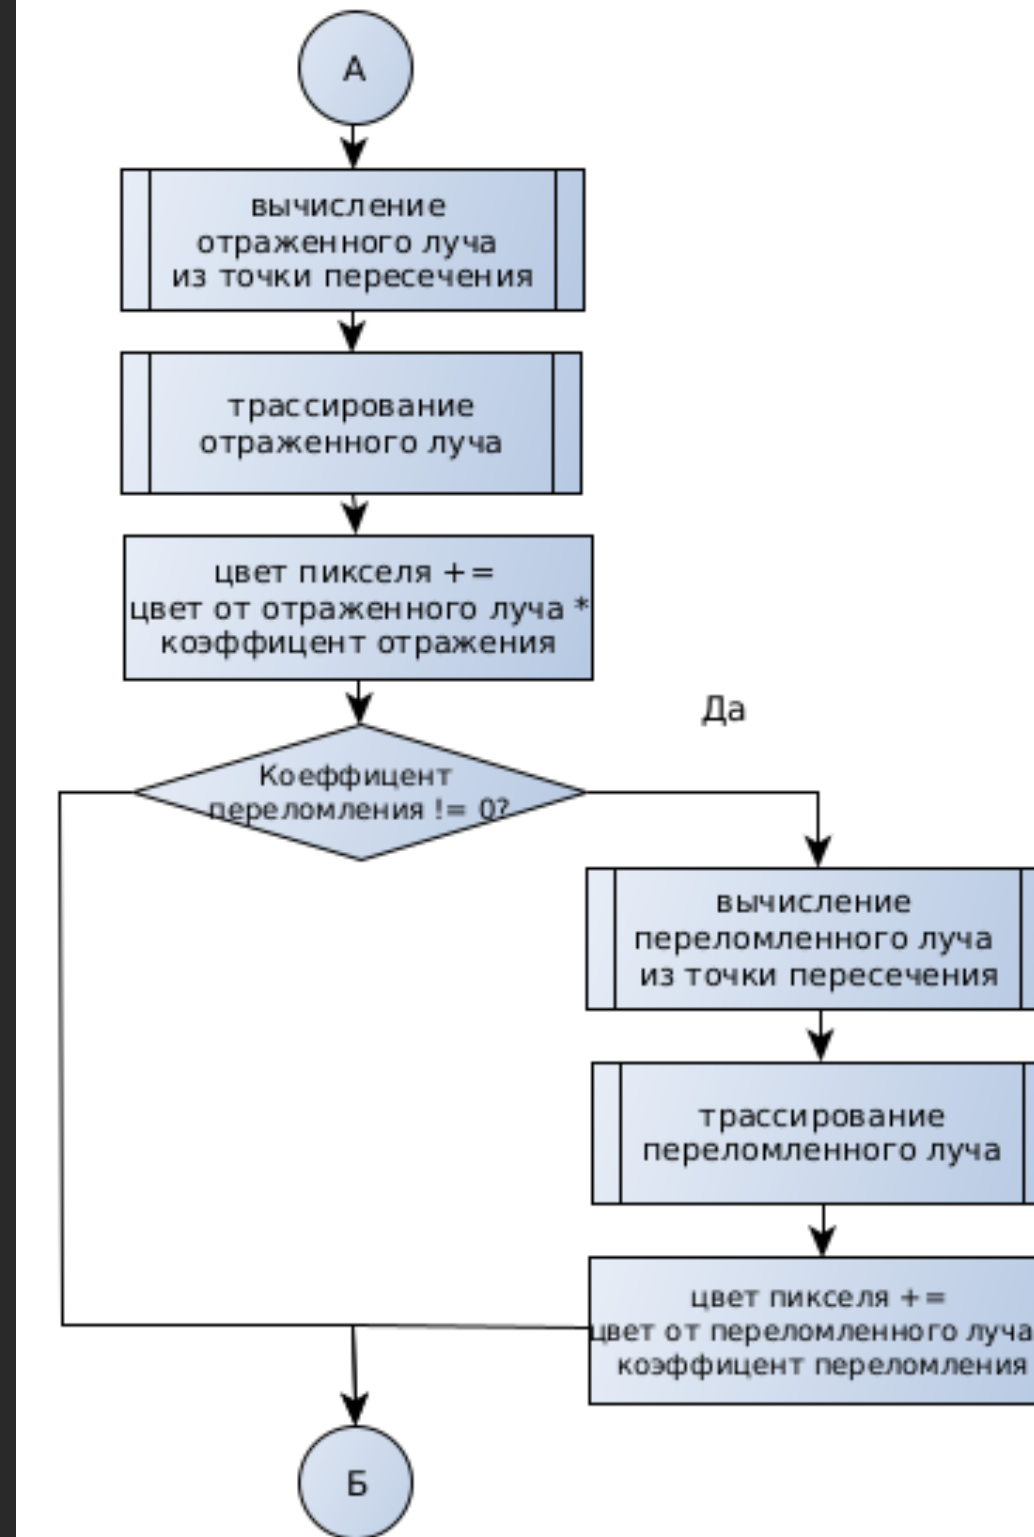 А
вычисление
отраженного луча
из точки пересечения
трассирование
отраженного луча
цвет пикселя +=
цвет от отраженного луча *
коэффицент отражения
Да
Коеффицент
переломления != 0?
вычисление
переломленного луча
из точки пересечения
трассирование
переломленного луча
цвет пикселя +=
цвет от переломленного луча
коэффицент переломления
Б